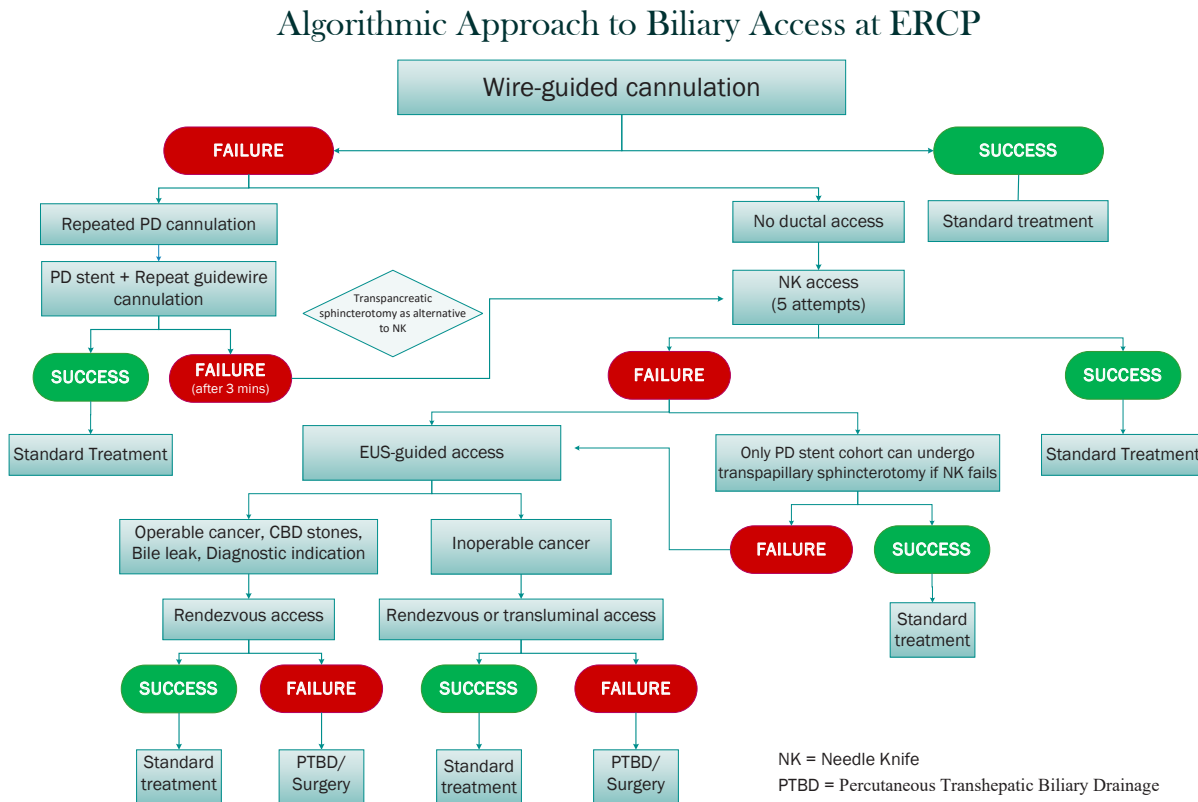 Algorithmic Approach to Biliary Access at ERCP
Wire-guided cannulation
FAILURE
SUCCESS
Repeated PD cannulation
No ductal access
Standard treatment
PD stent + Repeat guidewire
cannulation
Transpancreatic
sphincterotomy as alternative
to NK
NK access
(5 attempts)
SUCCESS
FAILURE
(after 3 mins)
FAILURE
SUCCESS
Standard Treatment
EUS-guided access
Only PD stent cohort can undergo
transpapillary sphincterotomy if NK fails
Standard Treatment
Operable cancer, CBD stones,
Bile leak, Diagnostic indication
Inoperable cancer
FAILURE
SUCCESS
Rendezvous access
Rendezvous or transluminal access
Standard
treatment
SUCCESS
FAILURE
SUCCESS
FAILURE
Standard
treatment
PTBD/
Surgery
Standard
treatment
PTBD/
Surgery
NK = Needle Knife
PTBD = Percutaneous Transhepatic Biliary Drainage